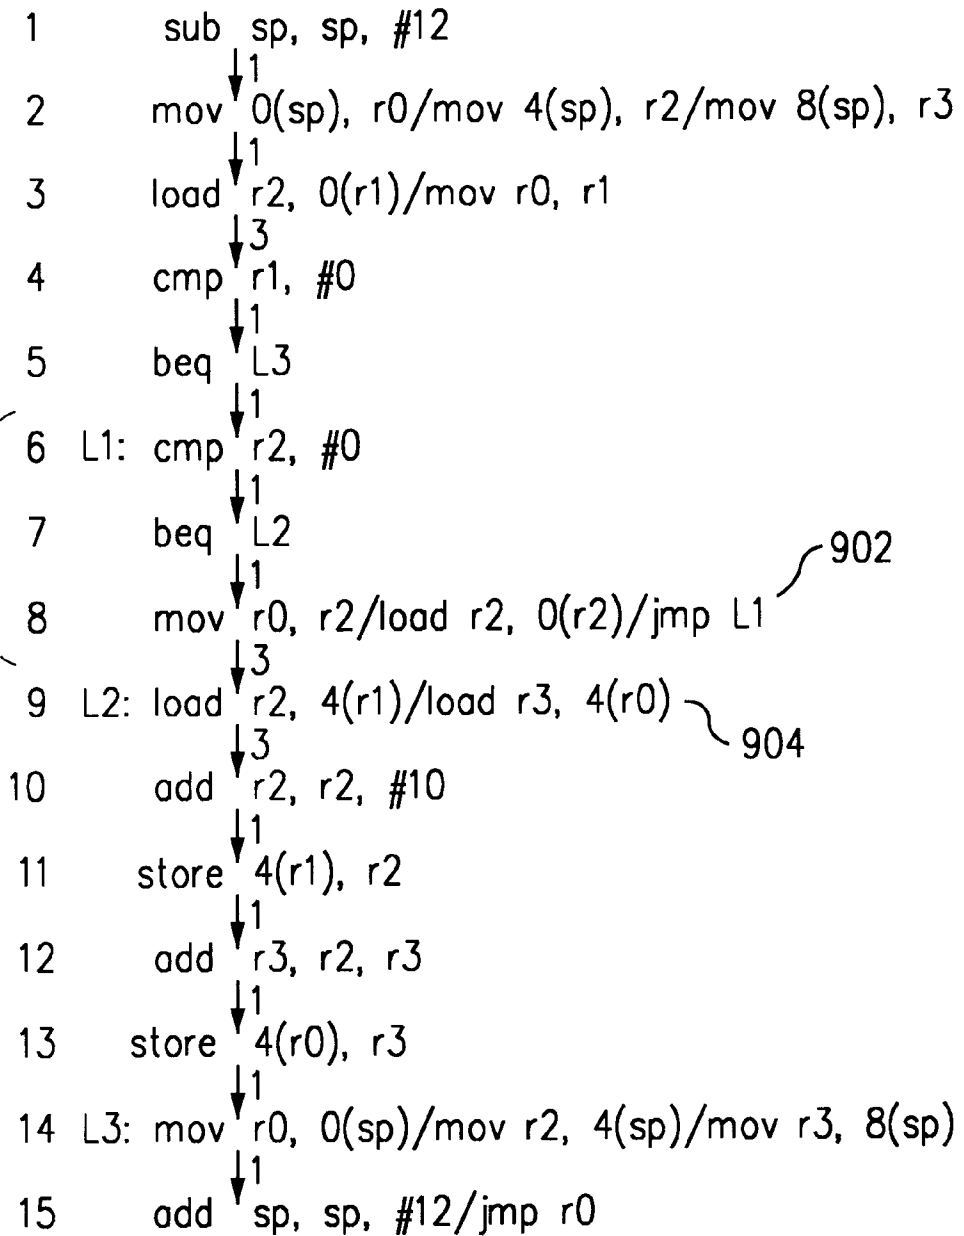 1 sub sp, sp, #12
1
2 mov 0(sp), r0/mov 4(sp), r2/mov 8(sp), r3
1
3 load r2, 0(r1)/mov r0, r1
3
4 cmp r1, #0
1
5 beq L3
1
6 L1: cmp r2, #0
1
7 beq L2
902
1
8 mov r0, r2/load r2, 0(r2)/jmp L1
3
9 L2: load r2, 4(r1)/load r3, 4(r0)
3 904
10 add r2, r2, #10
1
11 store 4(r1), r2
1
12 add r3, r2, r3
1
13 store 4(r0), r3
1
14 L3: mov r0, 0(sp)/mov r2, 4(sp)/mov r3, 8(sp)
1
15 add sp, sp, #12/jmp r0